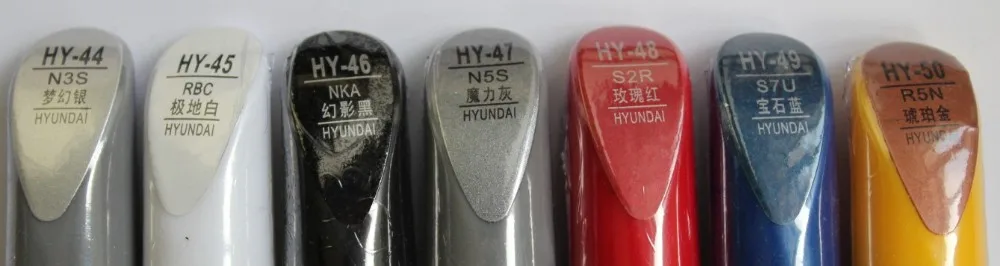 HY-44
N3S
梦幻银
HYUNDAI
HY-45
RBC
极地白
HYUNDAI
HY-46
NKA
幻影黑
HYUNDAI
HY-47
N5S
魔力灰
HYUNDAI
HY-48
S2R
玫瑰红
HYUNDAI
HY-49
S7U
宝石蓝
HYUNDAI
HY-50
R5N
琥珀金
HYUNDAI